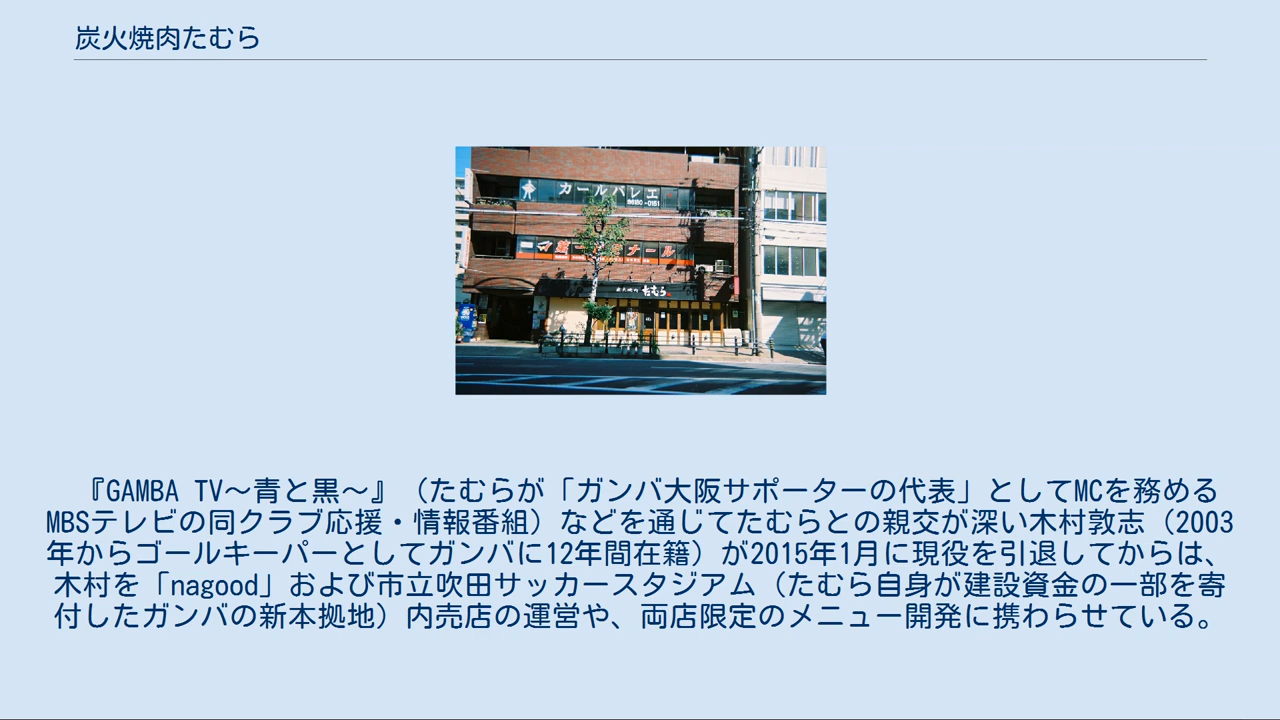 炭火焼肉たむら
カールバレエ
たむら
『GAMBA TV～青と黒～』（たむらが「ガンバ大阪サポーターの代表」としてMCを務める
MBSテレビの同クラブ応援・情報番組）などを通じてたむらとの親交が深い木村敦志（2003
年からゴールキーパーとしてガンバに12年間在籍）が2015年1月に現役を引退してからは、
木村を「nagood」および市立吹田サッカースタジアム（たむら自身が建設資金の一部を寄
付したガンバの新本拠地）内売店の運営や、両店限定のメニュー開発に携わらせている。